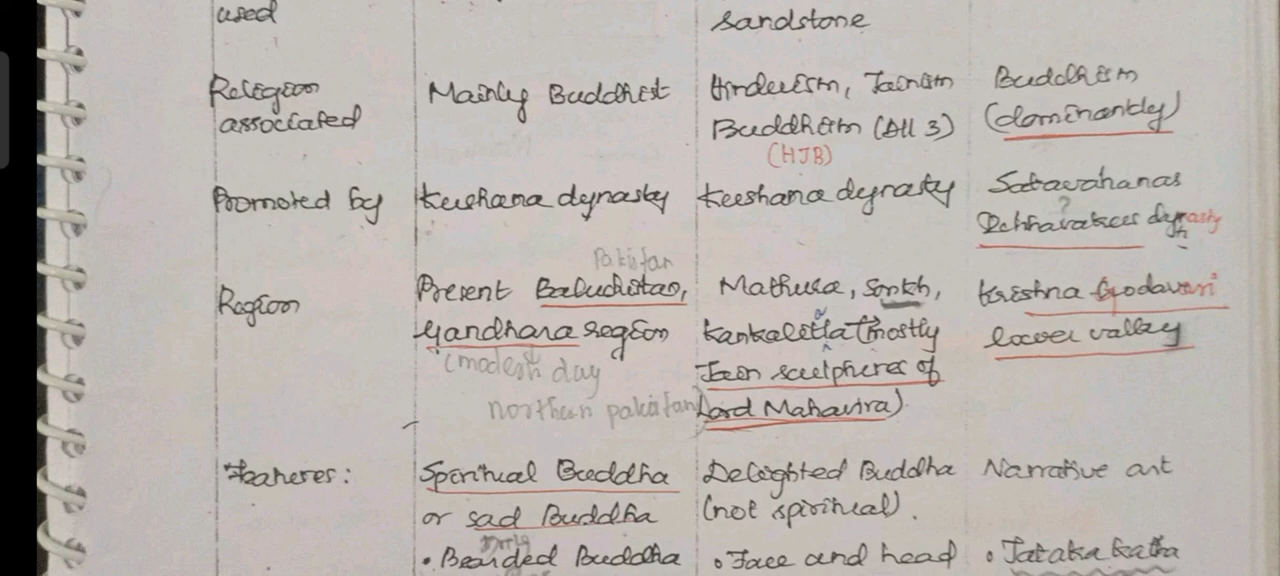 used
sandstone
Religion associated
Mainly Buddhist
Hinduism, Jainism
Buddhism (All 3)
(HJB)
Buddhism
(dominantly)
Promoted by
Kushana dynasty
Kushana dynasty
Satavahanas
?
dynasty
Region
Pakistan
Present Baluchistan,
Gandhara region
(modern day
northern pakistan)
Mathura, Sonkh,
Kankalitila (mostly
Jain sculptures of
Lord Mahavira)
Krishna Godavari
lower valley
Features:
Spiritual Buddha
or sad Buddha
• Bearded Buddha
Delighted Buddha
(not spiritual).
• Face and head
Narrative art
• Jataka Katha